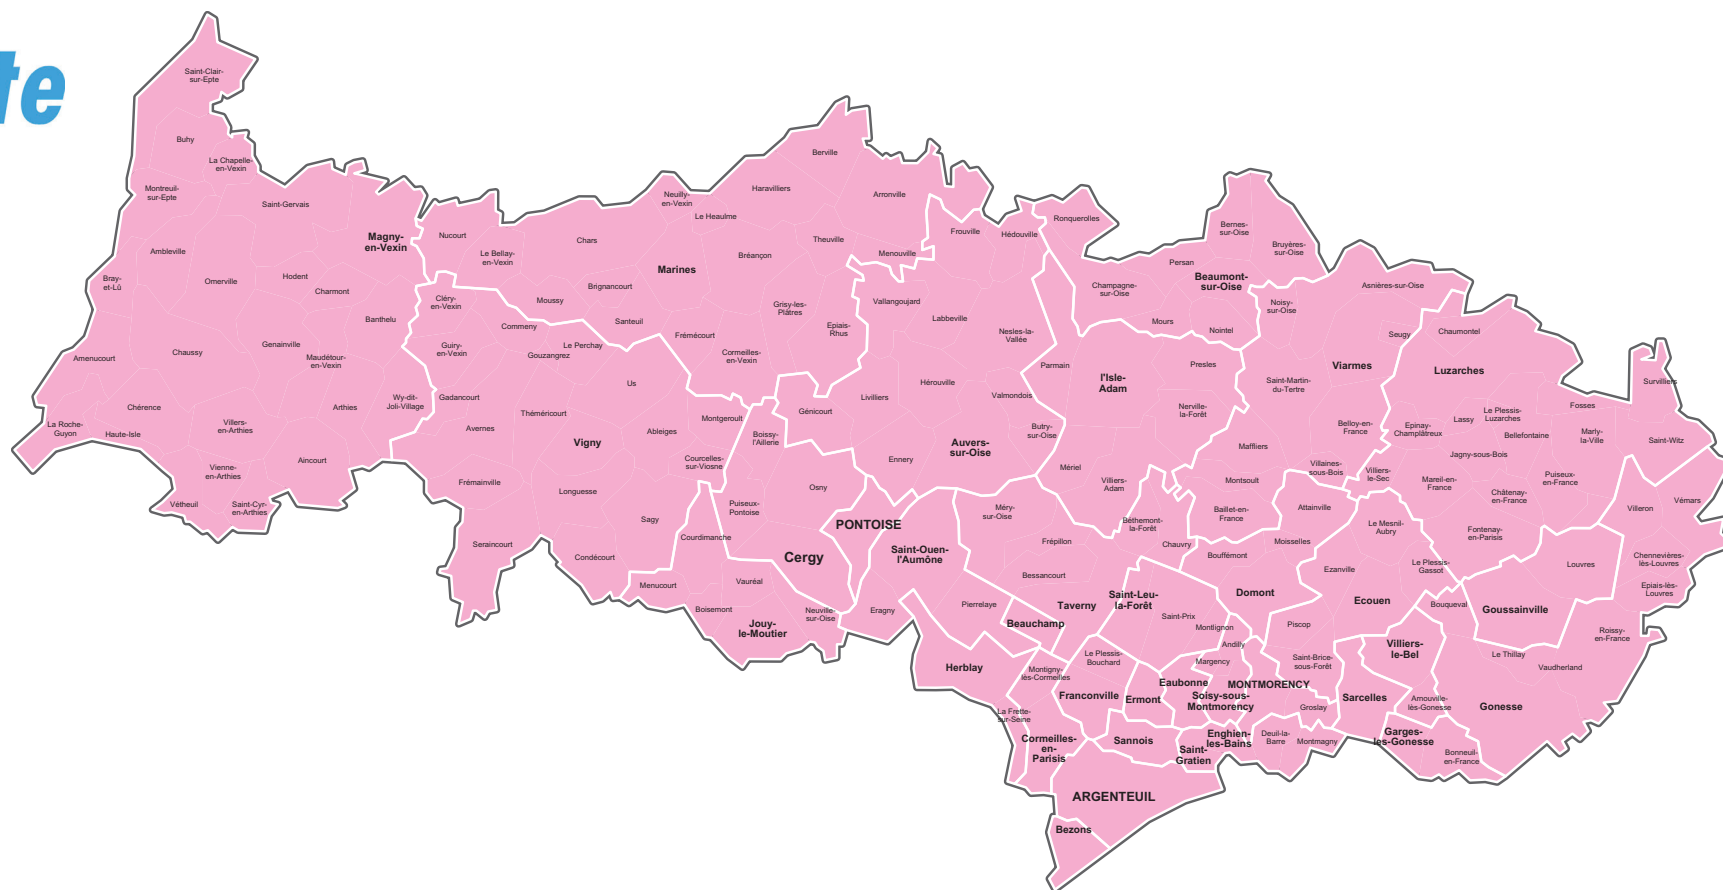 te
Saint-Clair-
sur-Epte
Buhy
La Chapelle-
en-Vexin
Montreuil-
sur-Epte
Saint-Gervais
Magny-
en-Vexin
Ambleville
Bray-
et-Lû
Omerville
Hodent
Charmont
Banthelu
Amenucourt
Chaussy
Genainville
Maudétour-
en-Vexin
Chérence
Arthies
Wy-dit-
Joli-Village
La Roche-
Guyon
Haute-Isle
Villers-
en-Arthies
Vienne-
en-Arthies
Aincourt
Vétheuil
Saint-Cyr-
en-Arthies
Nucourt
Le Bellay-
en-Vexin
Chars
Neuilly-
en-Vexin
Le Heaulme
Haravilliers
Berville
Arronville
Theuville
Menouville
Bréançon
Marines
Brignancourt
Moussy
Santeuil
Cléry-
en-Vexin
Commeny
Le Perchay
Gouzangrez
Guiry-
en-Vexin
Us
Frémécourt
Cormeilles-
en-Vexin
Grisy-les-
Plâtres
Epiais-
Rhus
Gadancourt
Avernes
Théméricourt
Vigny
Ableiges
Montgeroult
Boissy-
l'Aillerie
Courcelles-
sur-Viosne
Frémainville
Longuesse
Sagy
Seraincourt
Condécourt
Génicourt
Livilliers
Hérouville
Ennery
Osny
Puiseux-
Pontoise
Courdimanche
Cergy
PONTOISE
Menucourt
Vauréal
Boisemont
Jouy-
le-Moutier
Neuville-
sur-Oise
Eragny
Saint-Ouen-
l'Aumône
Frouville
Hédouville
Ronquerolles
Vallangoujard
Labbeville
Nesles-la-
Vallée
Valmondois
Butry-
sur-Oise
Auvers-
sur-Oise
Parmain
l'Isle-
Adam
Presles
Nerville-
la-Forêt
Mériel
Villiers-
Adam
Champagne-
sur-Oise
Persan
Bernes-
sur-Oise
Bruyères-
sur-Oise
Beaumont-
sur-Oise
Mours
Nointel
Noisy-
sur-Oise
Asnières-sur-Oise
Seugy
Viarmes
Saint-Martin-
du-Tertre
Belloy-en-
France
Maffliers
Villaines-
sous-Bois
Villiers-
le-Sec
Montsoult
Baillet-en-
France
Attainville
Chaumontel
Luzarches
Lassy
Le Plessis-
Luzarches
Epinay-
Champlâtreux
Bellefontaine
Jagny-sous-Bois
Fosses
Marly-
la-Ville
Survilliers
Saint-Witz
Mareil-en-
France
Châtenay-
en-France
Puiseux-
en-France
Fontenay-
en-Parisis
Louvres
Villeron
Vémars
Chennevières-
lès-Louvres
Epiais-lès-
Louvres
Méry-
sur-Oise
Frépillon
Béthemont-
la-Forêt
Chauvry
Bessancourt
Taverny
Pierrelaye
Beauchamp
Saint-Leu-
la-Forêt
Saint-Prix
Montlignon
Bouffémont
Moisselles
Domont
Piscop
Ezanville
Ecouen
Le Mesnil-
Aubry
Le Plessis-
Gassot
Bouqueval
Goussainville
Roissy-
en-France
Le Thillay
Vaudherland
Gonesse
Villiers-
le-Bel
Arnouville-
lès-Gonesse
Sarcelles
Garges-
les-Gonesse
Bonneuil-
en-France
Andilly
Margency
Saint-Brice-
sous-Forêt
MONTMORENCY
Groslay
Soisy-sous-
Montmorency
Eaubonne
Ermont
Le Plessis-
Bouchard
Franconville
Montigny-
lès-Cormeilles
Herblay
La Frette-
sur-Seine
Cormeilles-
en-
Parisis
Sannois
Saint-
Gratien
Enghien-
les-Bains
Deuil-la-
Barre
Montmagny
ARGENTEUIL
Bezons